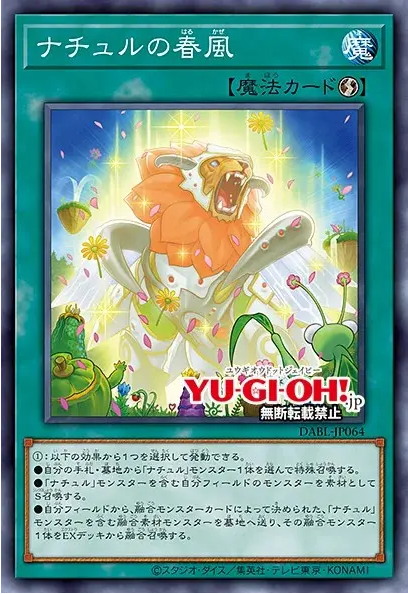 ナチュルの春風
はる かぜ
魔
【魔法カード】
ユウギオウドットジェイピー
YU-GI-OH!.jp
無断転載禁止
DABL-JP064
①:以下の効果から1つを選択して発動できる。
●自分の手札・墓地から「ナチュル」モンスター1体を選んで特殊召喚する。
●「ナチュル」モンスターを含む自分フィールドのモンスターを素材として
S召喚する。
●自分フィールドから、融合モンスターカードによって決められた、「ナチュル」
モンスターを含む融合素材モンスターを墓地へ送り、その融合モンスター
1体をEXデッキから融合召喚する。
©スタジオ・ダイス/集英社・テレビ東京・KONAMI